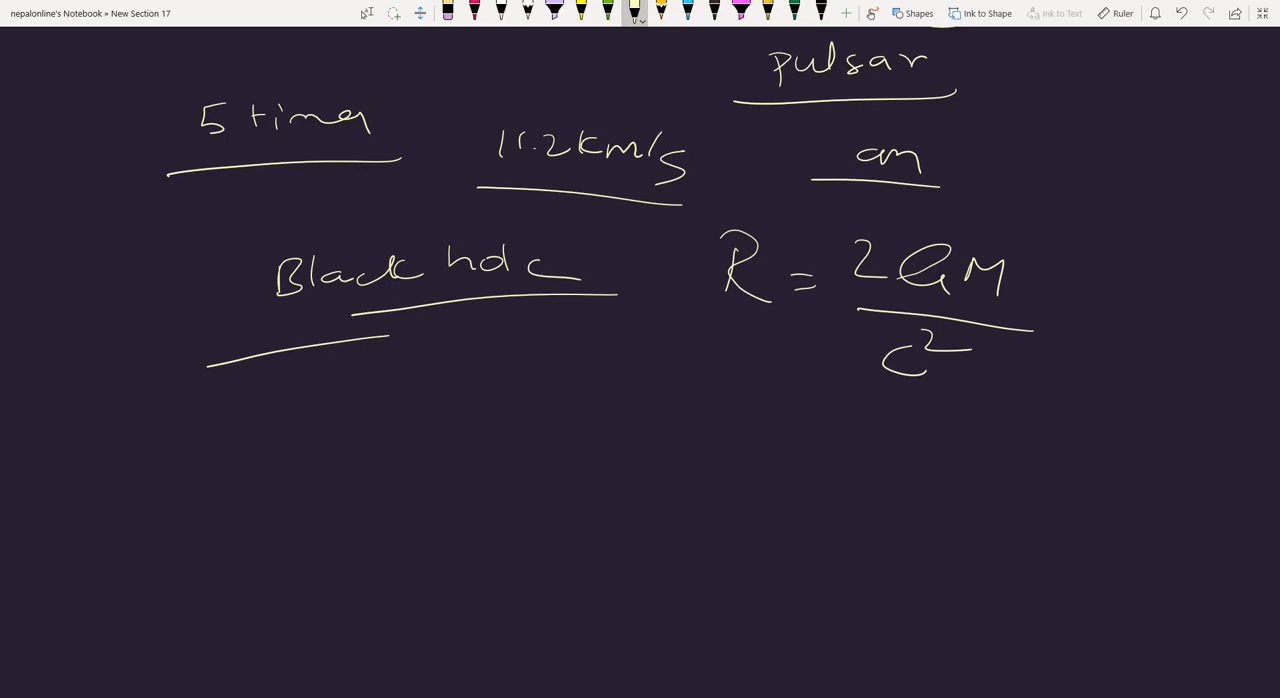 nepalonline's Notebook » New Section 17
Shapes Ink to Shape Ink to Text Ruler
pulsar
5 times 11.2km/s am
Black hole R = 2GM
c²